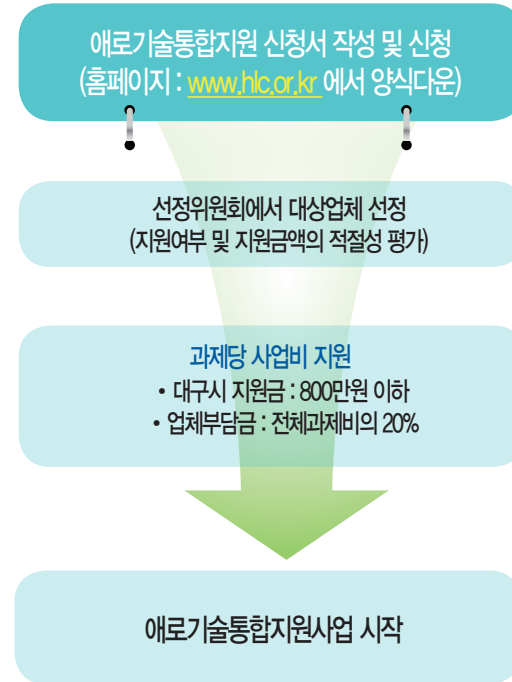 애로기술통합지원 신청서 작성 및 신청
(홈페이지 : www.hlc.or.kr 에서 양식다운)
선정위원회에서 대상업체 선정
(지원여부 및 지원금액의 적절성 평가)
과제당 사업비 지원
• 대구시 지원금 : 800만원 이하
• 업체부담금 : 전체과제비의 20%
애로기술통합지원사업 시작